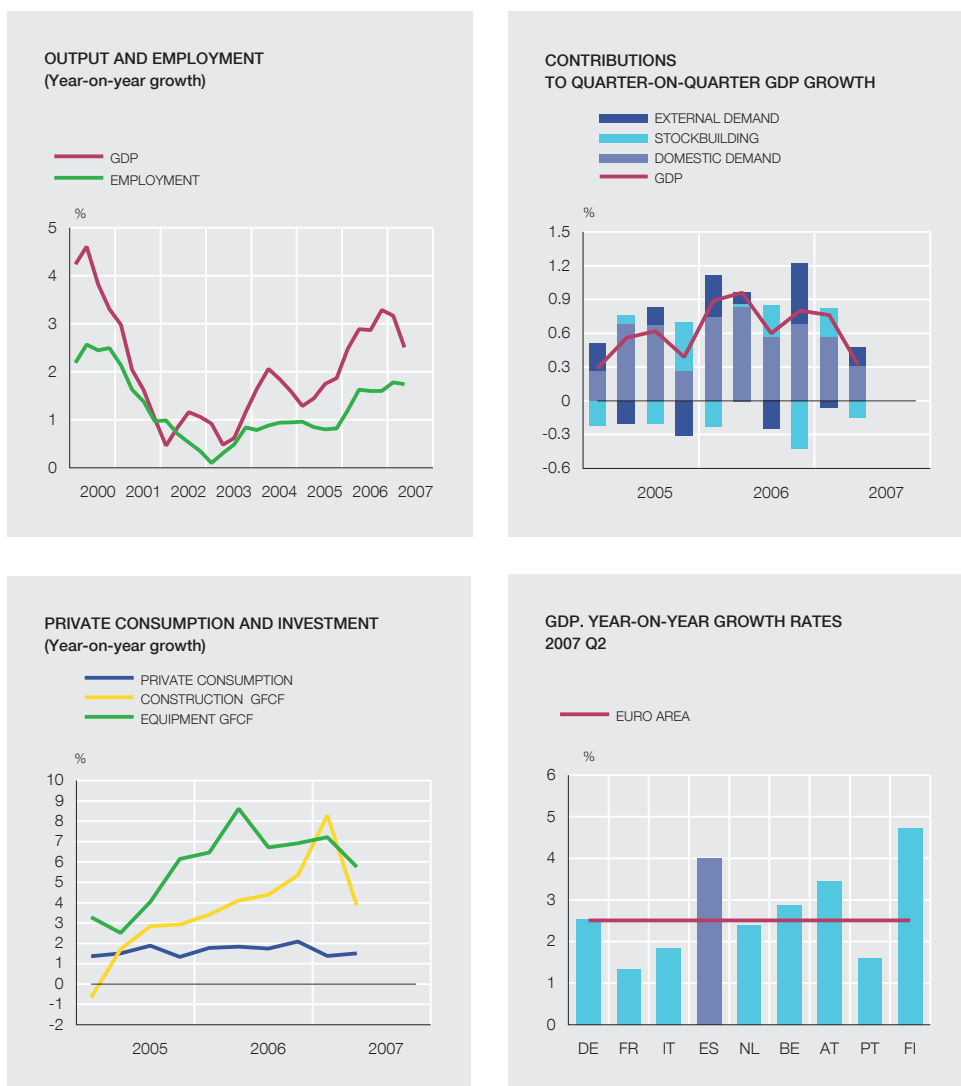 OUTPUT AND EMPLOYMENT
(Year-on-year growth)
GDP
EMPLOYMENT
%
5
4
3
2
1
0
2000 2001 2002 2003 2004 2005 2006 2007
CONTRIBUTIONS
TO QUARTER-ON-QUARTER GDP GROWTH
EXTERNAL DEMAND
STOCKBUILDING
DOMESTIC DEMAND
GDP
%
1.5
1.2
0.9
0.6
0.3
0
-0.3
-0.6
2005 2006 2007
PRIVATE CONSUMPTION AND INVESTMENT
(Year-on-year growth)
PRIVATE CONSUMPTION
CONSTRUCTION GFCF
EQUIPMENT GFCF
%
10
9
8
7
6
5
4
3
2
1
0
-1
-2
2005 2006 2007
GDP. YEAR-ON-YEAR GROWTH RATES
2007 Q2
EURO AREA
%
6
5
4
3
2
1
0
DE FR IT ES NL BE AT PT FI